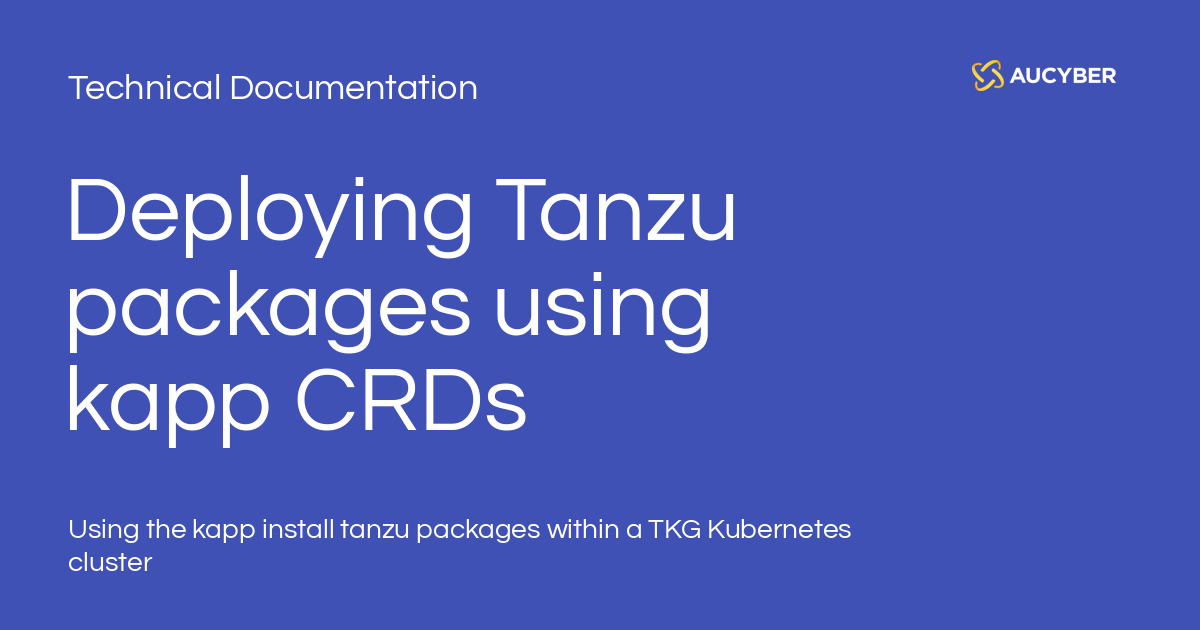 Technical Documentation
AUCYBER
Deploying Tanzu
packages using
kapp CRDs
Using the kapp install tanzu packages within a TKG Kubernetes
cluster